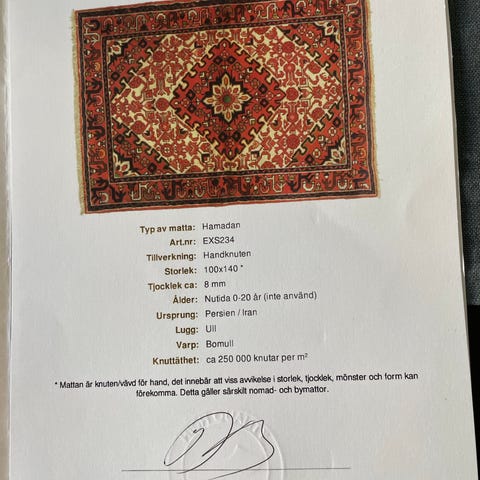 Typ av matta: Hamadan
Art.nr: EXS234
Tillverkning: Handknuten
Storlek: 100x140 *
Tjocklek ca: 8 mm
Ålder: Nutida 0-20 år (inte använd)
Ursprung: Persien / Iran
Lugg: Ull
Varp: Bomull
Knuttäthet: ca 250 000 knutar per m²
* Mattan är knuten/vävd för hand, det innebär att viss avvikelse i storlek, tjocklek, mönster och form kan
förekomma. Detta gäller särskilt nomad- och bymattor.